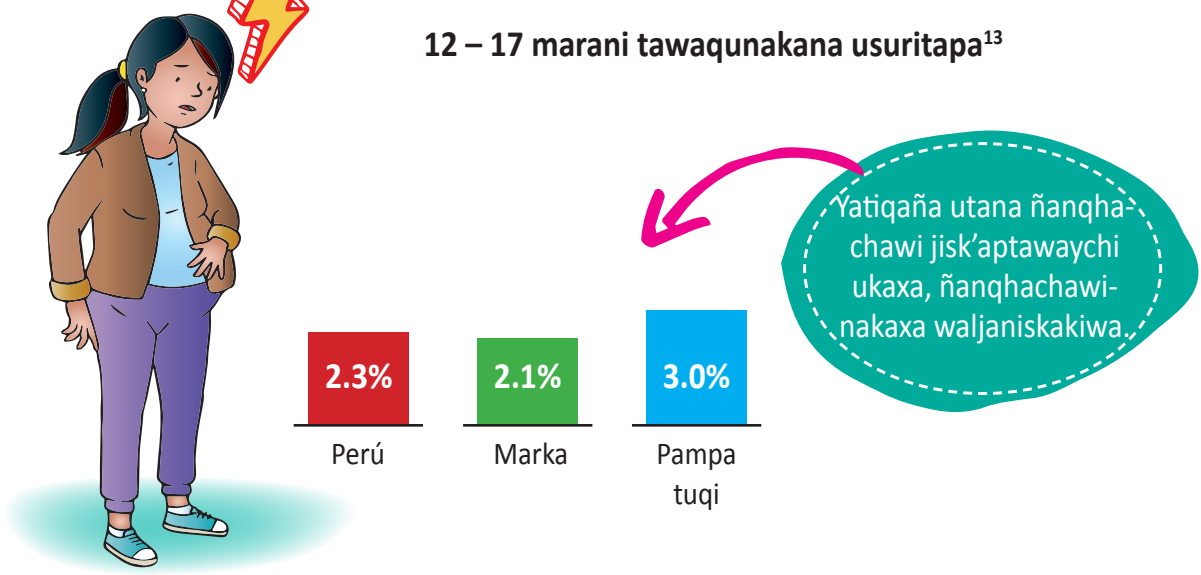 12 – 17 marani tawaqunakana usuritapa¹³
Yatiqaña utana ñanqha-
chawi jisk’aptawaychi
ukaxa, ñanqhachawi-
nakaxa waljaniskakiwa.
2.3%
2.1%
3.0%
Perú
Marka
Pampa
tuqi